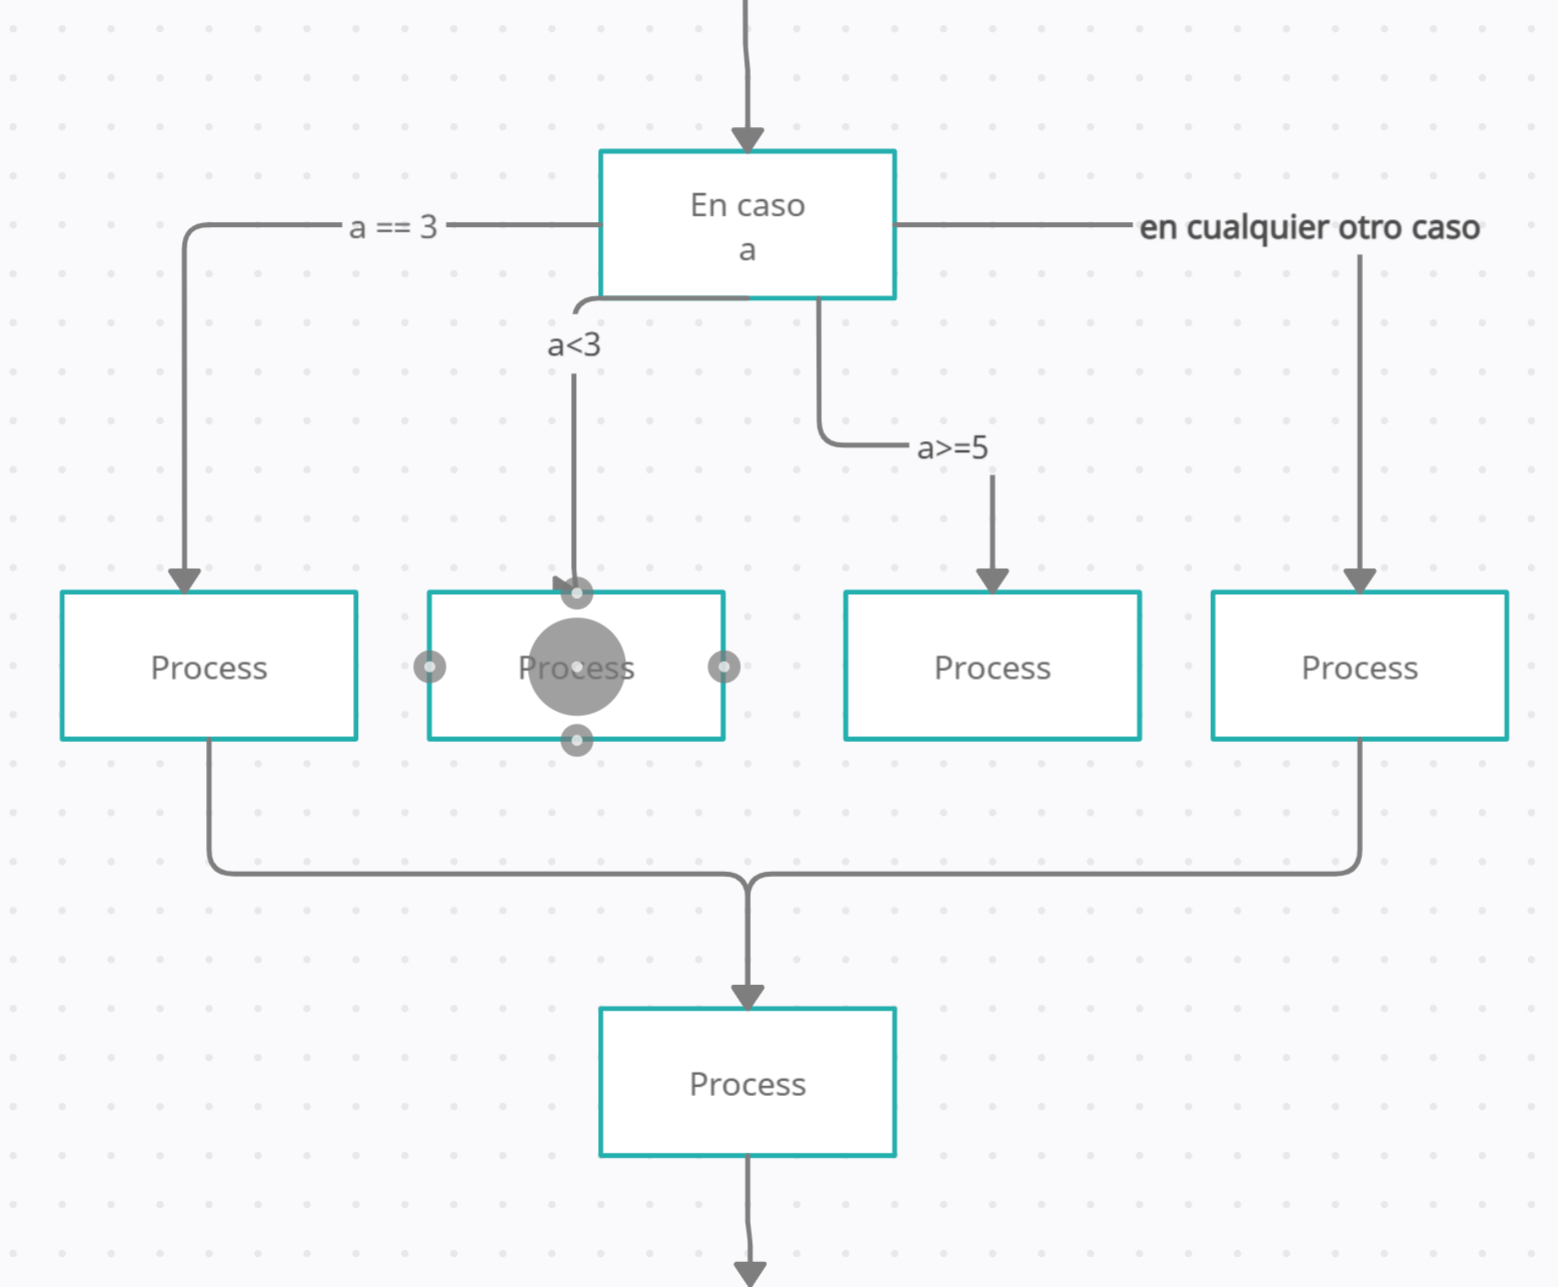 En caso
a
a == 3
en cualquier otro caso
a<3
a>=5
Process
Process
Process
Process
Process